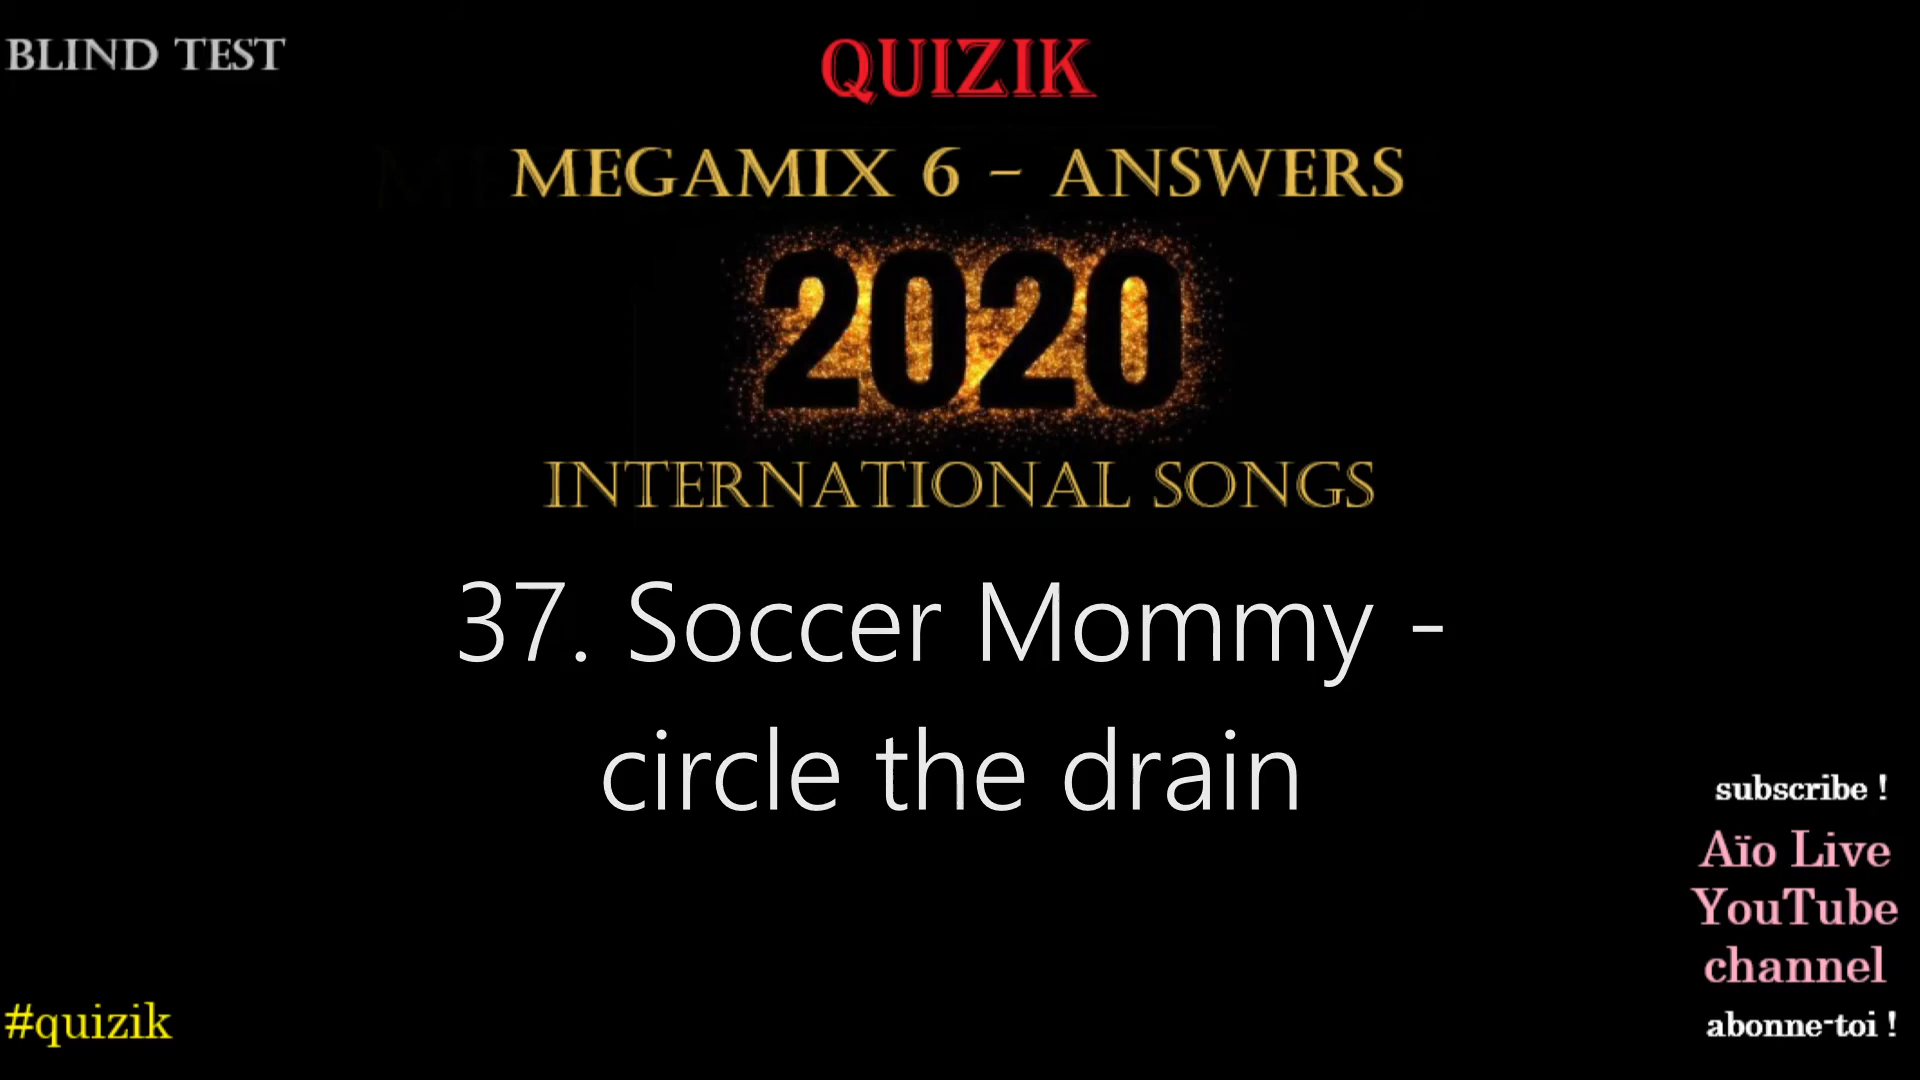 BLIND TEST
QUIZIK
MEGAMIX 6 - ANSWERS
2020
INTERNATIONAL SONGS
37. Soccer Mommy -
circle the drain
subscribe !
Aïo Live
YouTube
channel
abonne-toi !
#quizik